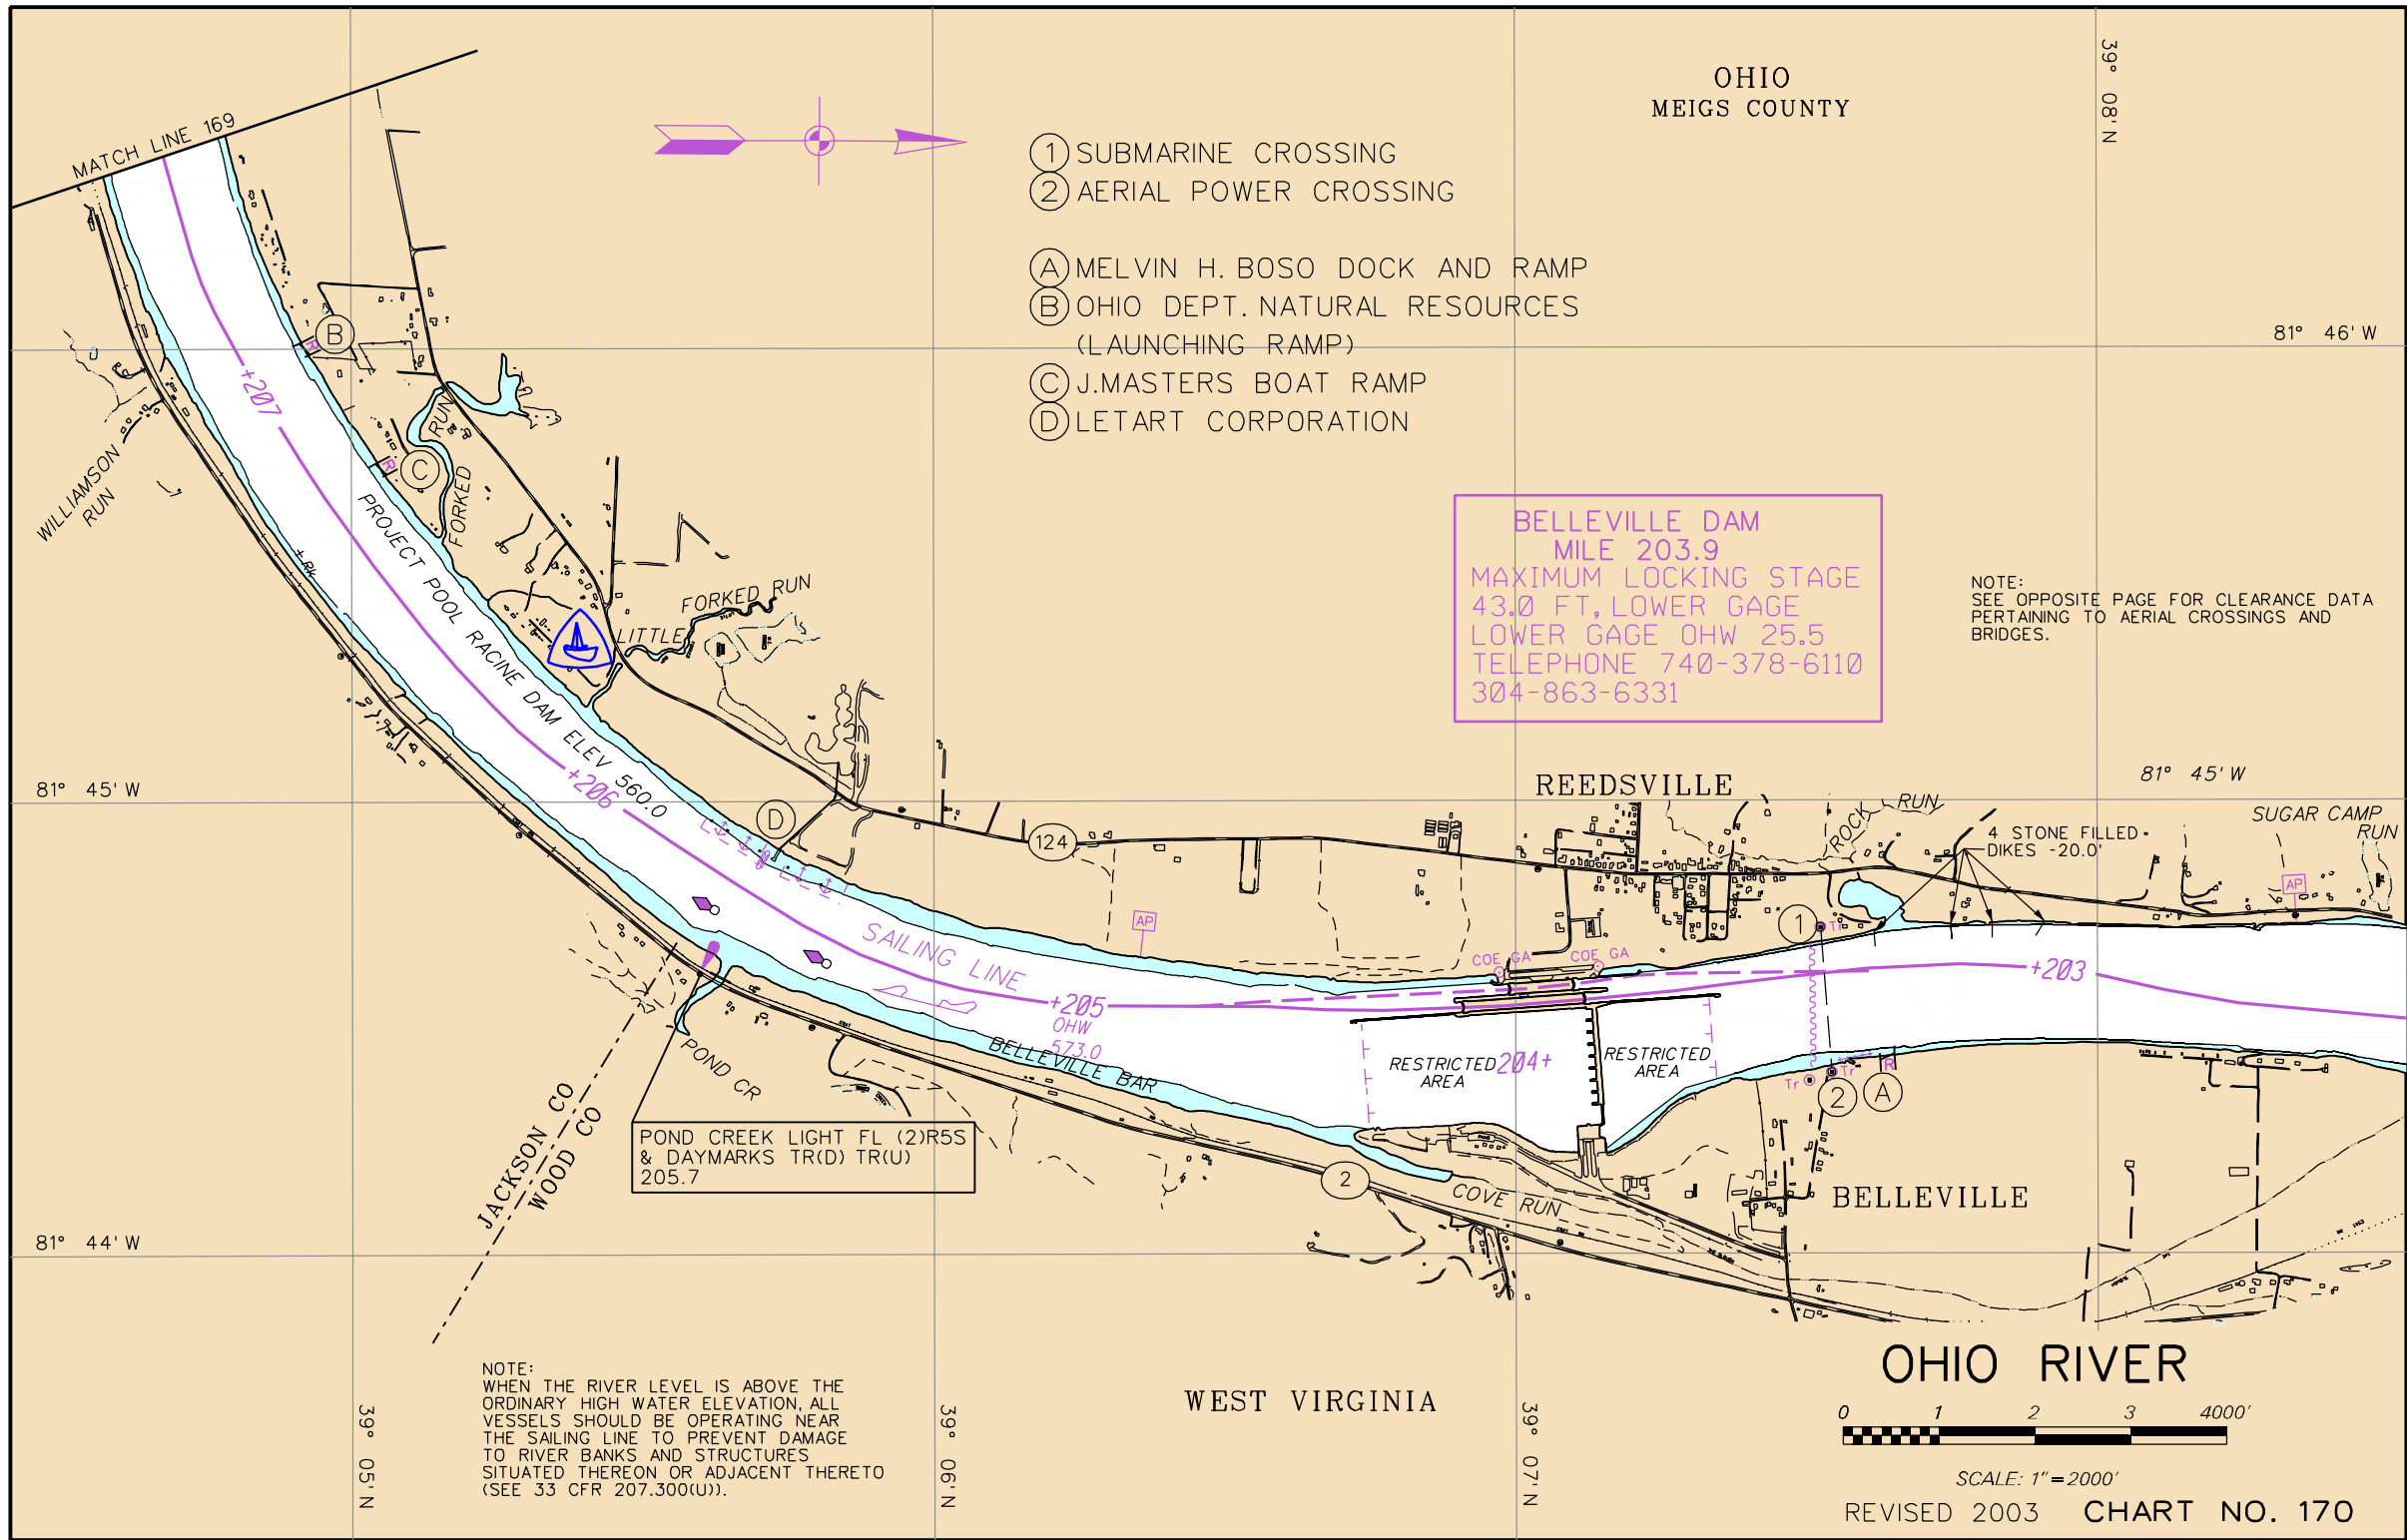 OHIO
MEIGS COUNTY
39° 08' N
MATCH LINE 169
1 SUBMARINE CROSSING
2 AERIAL POWER CROSSING
A MELVIN H. BOSO DOCK AND RAMP
B OHIO DEPT. NATURAL RESOURCES
(LAUNCHING RAMP)
C J.MASTERS BOAT RAMP
D LETART CORPORATION
81° 46' W
B
R
+207
C
R
FORKED RUN
WILLIAMSON
RUN
+ Rk
PROJECT POOL RACINE DAM ELEV 560.0
LITTLE
FORKED RUN
BELLEVILLE DAM
MILE 203.9
MAXIMUM LOCKING STAGE
43.0 FT, LOWER GAGE
LOWER GAGE OHW 25.5
TELEPHONE 740-378-6110
304-863-6331
NOTE:
SEE OPPOSITE PAGE FOR CLEARANCE DATA
PERTAINING TO AERIAL CROSSINGS AND
BRIDGES.
81° 45' W
+206
D
124
REEDSVILLE
81° 45' W
ROCK RUN
4 STONE FILLED
DIKES -20.0'
SUGAR CAMP
RUN
AP
AP
SAILING LINE
COE GA
COE GA
1
Tr
+203
+205
OHW
573.0
BELLEVILLE BAR
RESTRICTED
AREA
204+
RESTRICTED
AREA
Tr
Tr
R
2
A
POND CR
JACKSON CO
WOOD CO
POND CREEK LIGHT FL (2)R5S
& DAYMARKS TR(D) TR(U)
205.7
2
COVE RUN
BELLEVILLE
81° 44' W
NOTE:
WHEN THE RIVER LEVEL IS ABOVE THE
ORDINARY HIGH WATER ELEVATION, ALL
VESSELS SHOULD BE OPERATING NEAR
THE SAILING LINE TO PREVENT DAMAGE
TO RIVER BANKS AND STRUCTURES
SITUATED THEREON OR ADJACENT THERETO
(SEE 33 CFR 207.300(U)).
39° 05' N
39° 06' N
WEST VIRGINIA
39° 07' N
OHIO RIVER
0 1 2 3 4000'
SCALE: 1"=2000'
REVISED 2003 CHART NO. 170